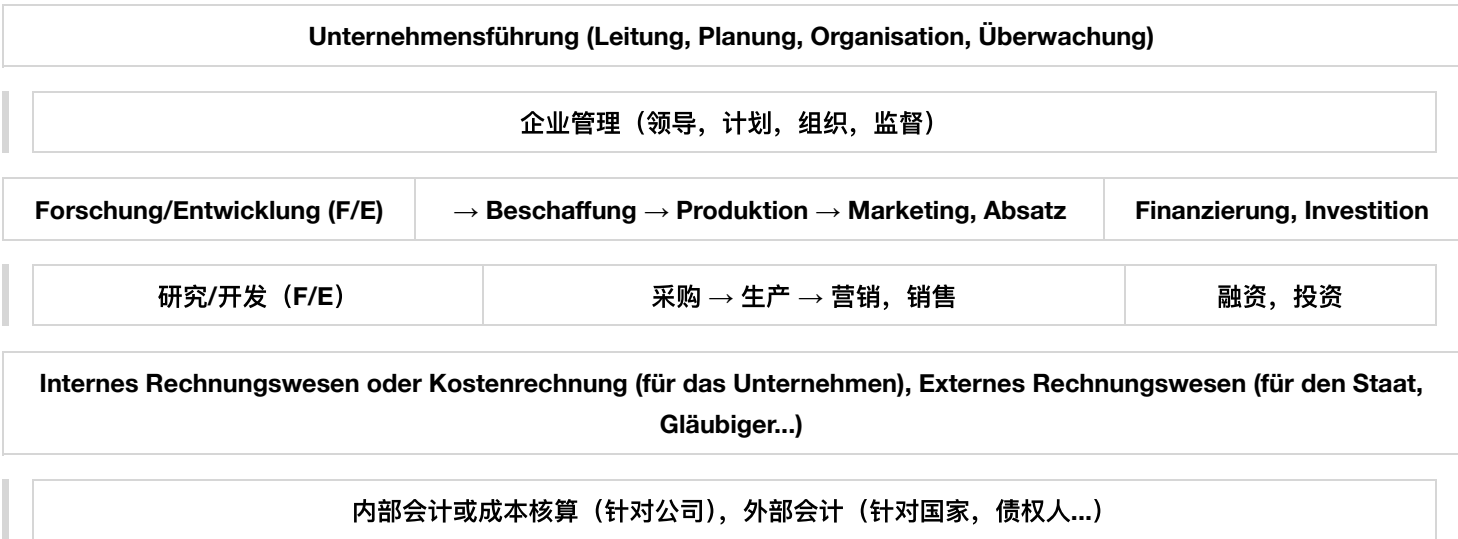 Unternehmensführung (Leitung, Planung, Organisation, Überwachung)
企业管理（领导，计划，组织，监督）
Forschung/Entwicklung (F/E) → Beschaffung → Produktion → Marketing, Absatz Finanzierung, Investition
研究/开发（F/E） 采购 → 生产 → 营销，销售 融资，投资
Internes Rechnungswesen oder Kostenrechnung (für das Unternehmen), Externes Rechnungswesen (für den Staat,
Gläubiger...)
内部会计或成本核算（针对公司），外部会计（针对国家，债权人...）